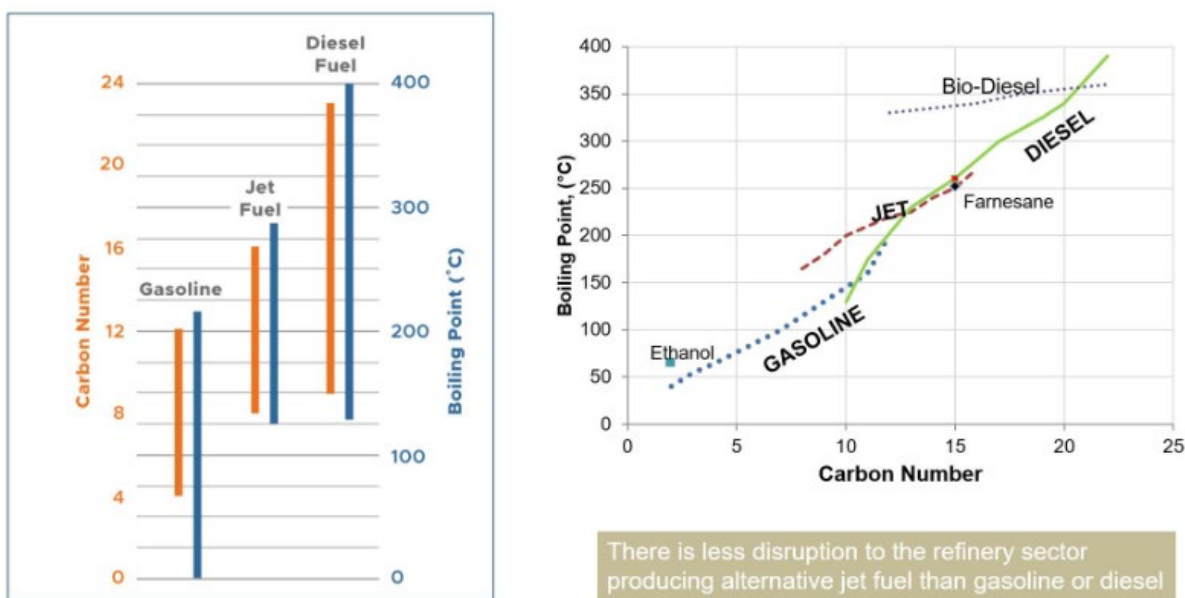 Diesel
Fuel
24
400
20
Jet
Fuel
300
16
Gasoline
12
200
8
100
4
0
0
Carbon Number
Boiling Point (°C)
400
350
300
250
200
150
100
50
0
Boiling Point, (°C)
Bio-Diesel
DIESEL
JET
Farnesane
GASOLINE
Ethanol
0
5
10
15
20
25
Carbon Number
There is less disruption to the refinery sector
producing alternative jet fuel than gasoline or diesel